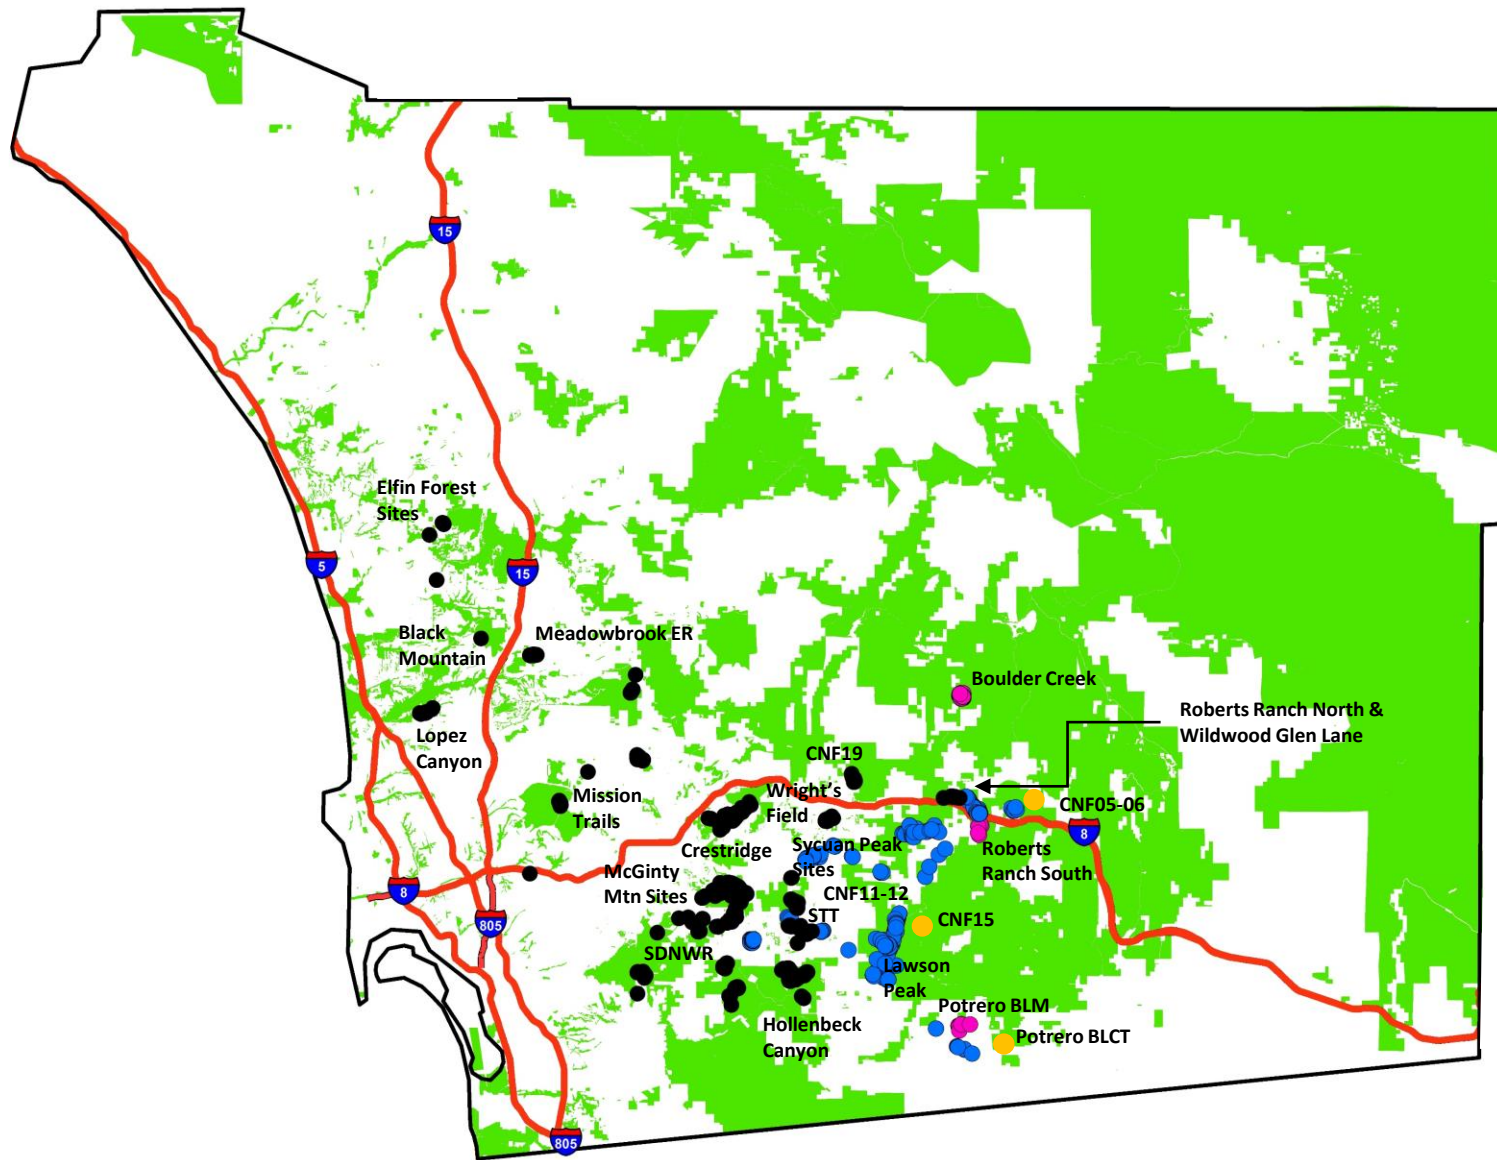 15
Elfin Forest
Sites
5
15
Black
Mountain
Meadowbrook ER
Boulder Creek
Roberts Ranch North &
Wildwood Glen Lane
Lopez
Canyon
CNF19
Mission
Trails
Wright's
Field
CNF05-06
8
Crestridge
Sycuan Peak
Sites
Roberts
Ranch South
McGinty
Mtn Sites
8
CNF11-12
STT
CNF15
805
SDNWR
Lawson
Peak
Potrero BLM
Hollenbeck
Canyon
Potrero BLCT
805